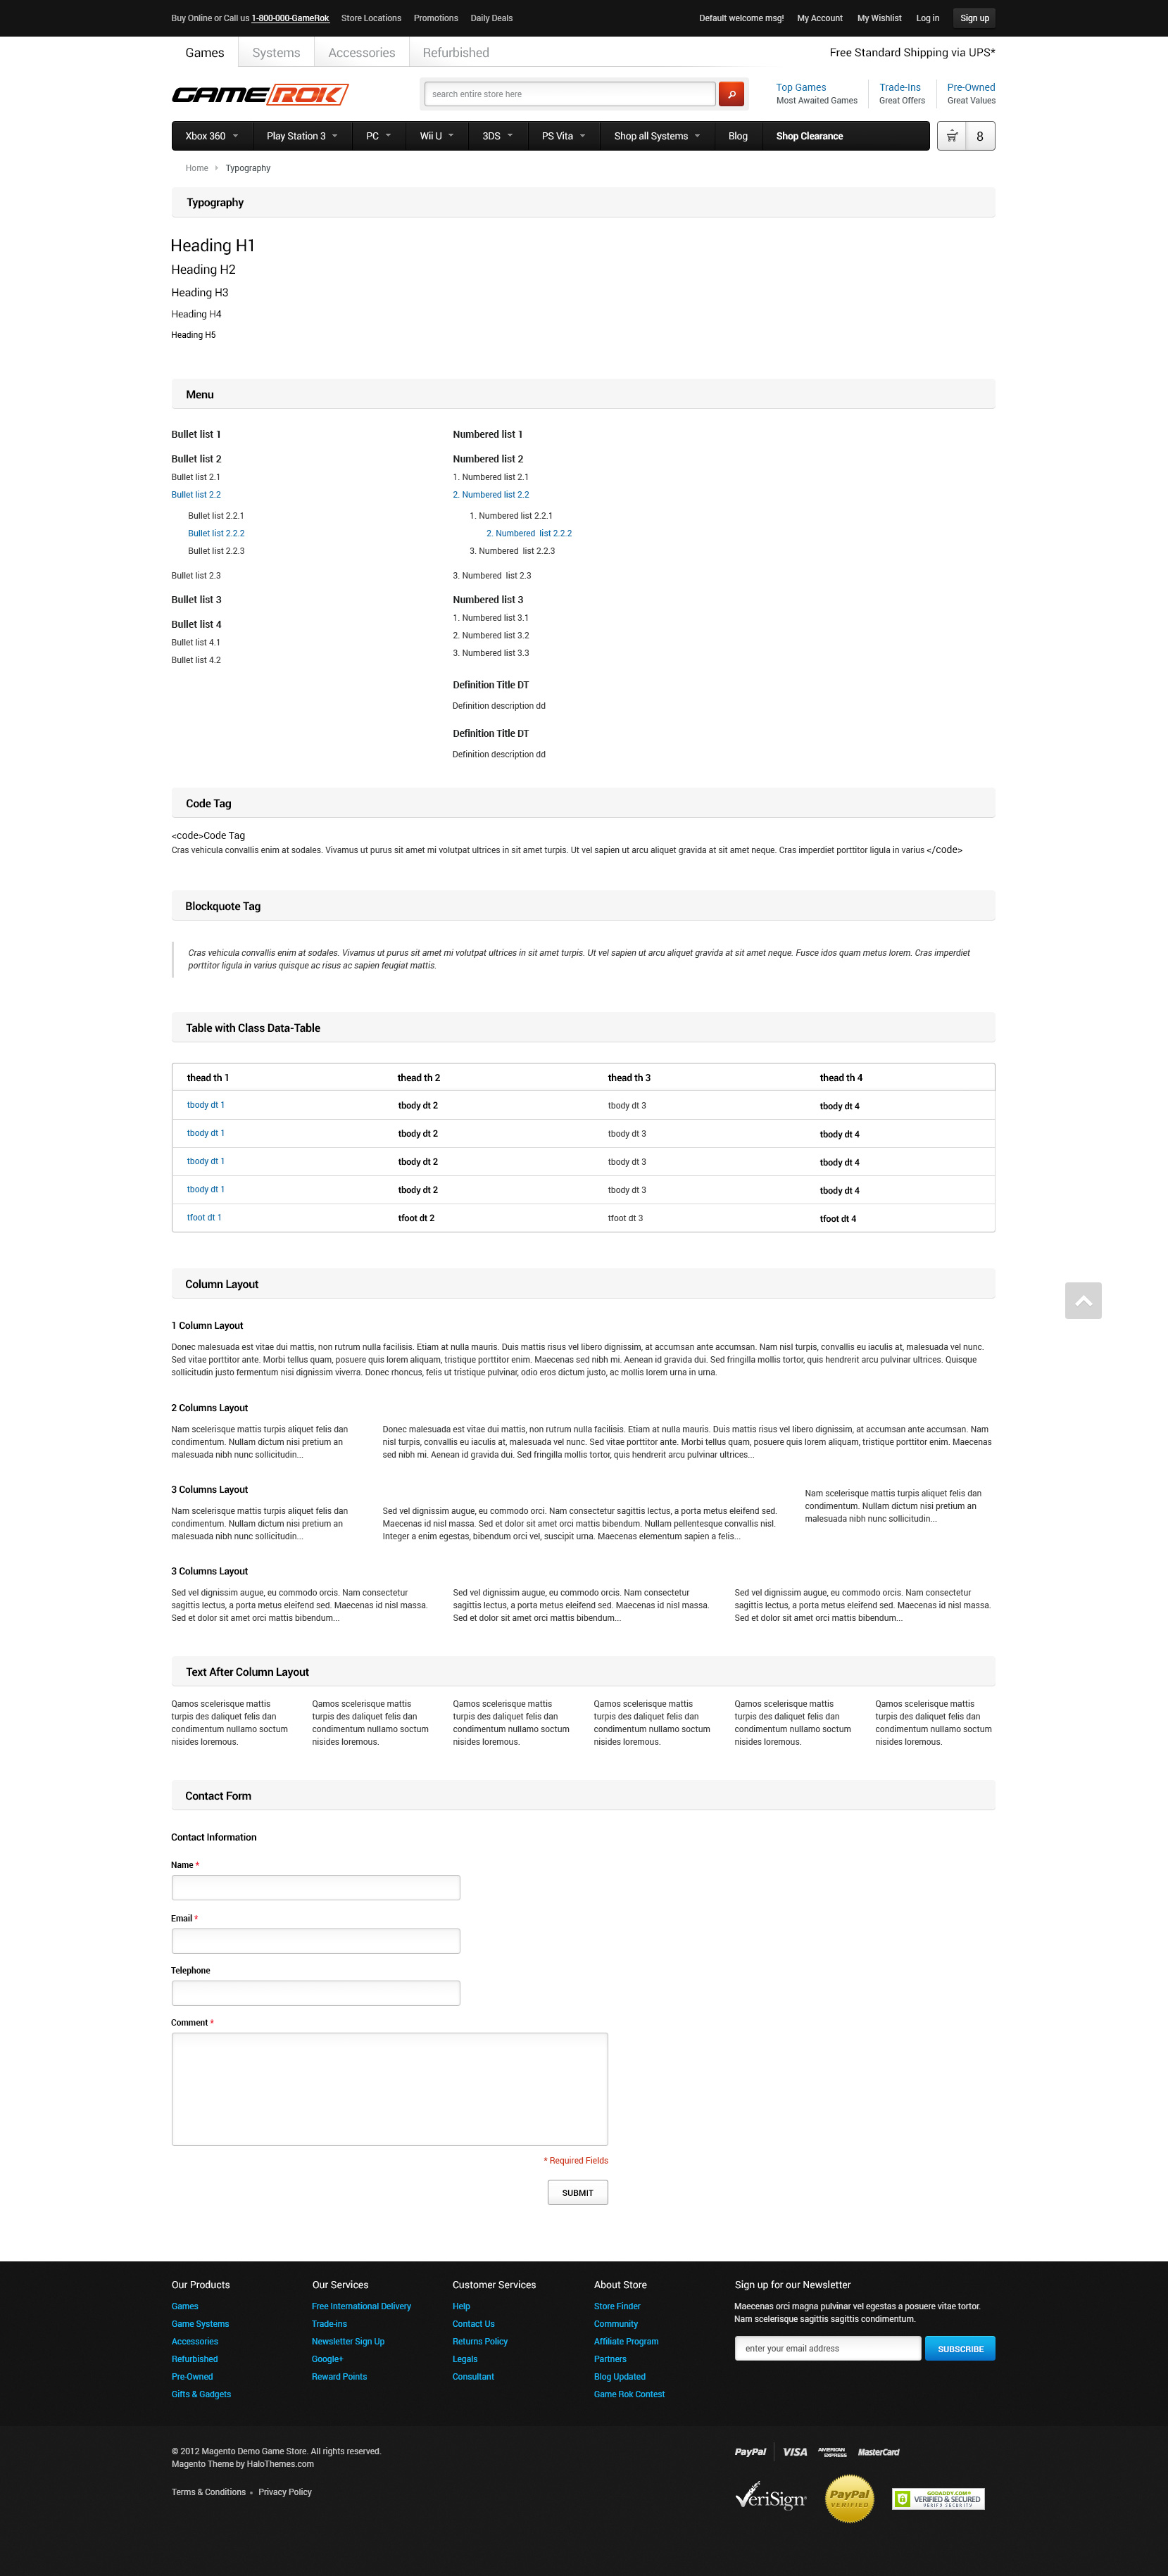 Buy Online or Call us 1-800-000-GameRok Store Locations Promotions Daily Deals Default welcome msg! My Account My Wishlist Log in Sign up
Games Systems Accessories Refurbished Free Standard Shipping via UPS*
GAMEROK search entire store here Top Games Trade-Ins Pre-Owned
Most Awaited Games Great Offers Great Values
Xbox 360 Play Station 3 PC Wii U 3DS PS Vita Shop all Systems Blog Shop Clearance 8
Home Typography
Typography
Heading H1
Heading H2
Heading H3
Heading H4
Heading H5
Menu
Bullet list 1
Bullet list 2
Bullet list 2.1
Bullet list 2.2
Bullet list 2.2.1
Bullet list 2.2.2
Bullet list 2.2.3
Bullet list 2.3
Bullet list 3
Bullet list 4
Bullet list 4.1
Bullet list 4.2
Numbered list 1
Numbered list 2
1. Numbered list 2.1
2. Numbered list 2.2
1. Numbered list 2.2.1
2. Numbered list 2.2.2
3. Numbered list 2.2.3
3. Numbered list 2.3
Numbered list 3
1. Numbered list 3.1
2. Numbered list 3.2
3. Numbered list 3.3
Definition Title DT
Definition description dd
Definition Title DT
Definition description dd
Code Tag
<code>Code Tag
Cras vehicula convallis enim at sodales. Vivamus ut purus sit amet mi volutpat ultrices in sit amet turpis. Ut vel sapien ut arcu aliquet gravida at sit amet neque. Cras imperdiet porttitor ligula in varius </code>
Blockquote Tag
Cras vehicula convallis enim at sodales. Vivamus ut purus sit amet mi volutpat ultrices in sit amet turpis. Ut vel sapien ut arcu aliquet gravida at sit amet neque. Fusce idos quam metus lorem. Cras imperdiet
porttitor ligula in varius quisque ac risus ac sapien feugiat mattis.
Table with Class Data-Table
thead th 1 thead th 2 thead th 3 thead th 4
tbody dt 1 tbody dt 2 tbody dt 3 tbody dt 4
tbody dt 1 tbody dt 2 tbody dt 3 tbody dt 4
tbody dt 1 tbody dt 2 tbody dt 3 tbody dt 4
tbody dt 1 tbody dt 2 tbody dt 3 tbody dt 4
tfoot dt 1 tfoot dt 2 tfoot dt 3 tfoot dt 4
Column Layout
1 Column Layout
Donec malesuada est vitae dui mattis, non rutrum nulla facilisis. Etiam at nulla mauris. Duis mattis risus vel libero dignissim, at accumsan ante accumsan. Nam nisl turpis, convallis eu iaculis at, malesuada vel nunc.
Sed vitae porttitor ante. Morbi tellus quam, posuere quis lorem aliquam, tristique porttitor enim. Maecenas sed nibh mi. Aenean id gravida dui. Sed fringilla mollis tortor, quis hendrerit arcu pulvinar ultrices. Quisque
sollicitudin justo fermentum nisi dignissim viverra. Donec rhoncus, felis ut tristique pulvinar, odio eros dictum justo, ac mollis lorem urna in urna.
2 Columns Layout
Nam scelerisque mattis turpis aliquet felis dan
condimentum. Nullam dictum nisi pretium an
malesuada nibh nunc sollicitudin...
Donec malesuada est vitae dui mattis, non rutrum nulla facilisis. Etiam at nulla mauris. Duis mattis risus vel libero dignissim, at accumsan ante accumsan. Nam
nisl turpis, convallis eu iaculis at, malesuada vel nunc. Sed vitae porttitor ante. Morbi tellus quam, posuere quis lorem aliquam, tristique porttitor enim. Maecenas
sed nibh mi. Aenean id gravida dui. Sed fringilla mollis tortor, quis hendrerit arcu pulvinar ultrices...
3 Columns Layout
Nam scelerisque mattis turpis aliquet felis dan
condimentum. Nullam dictum nisi pretium an
malesuada nibh nunc sollicitudin...
Sed vel dignissim augue, eu commodo orci. Nam consectetur sagittis lectus, a porta metus eleifend sed.
Maecenas id nisl massa. Sed et dolor sit amet orci mattis bibendum. Nullam pellentesque convallis nisl.
Integer a enim egestas, bibendum orci vel, suscipit urna. Maecenas elementum sapien a felis...
Nam scelerisque mattis turpis aliquet felis dan
condimentum. Nullam dictum nisi pretium an
malesuada nibh nunc sollicitudin...
3 Columns Layout
Sed vel dignissim augue, eu commodo orcis. Nam consectetur
sagittis lectus, a porta metus eleifend sed. Maecenas id nisl massa.
Sed et dolor sit amet orci mattis bibendum...
Sed vel dignissim augue, eu commodo orcis. Nam consectetur
sagittis lectus, a porta metus eleifend sed. Maecenas id nisl massa.
Sed et dolor sit amet orci mattis bibendum...
Sed vel dignissim augue, eu commodo orcis. Nam consectetur
sagittis lectus, a porta metus eleifend sed. Maecenas id nisl massa.
Sed et dolor sit amet orci mattis bibendum...
Text After Column Layout
Qamos scelerisque mattis
turpis des daliquet felis dan
condimentum nullamo soctum
nisides loremous.
Qamos scelerisque mattis
turpis des daliquet felis dan
condimentum nullamo soctum
nisides loremous.
Qamos scelerisque mattis
turpis des daliquet felis dan
condimentum nullamo soctum
nisides loremous.
Qamos scelerisque mattis
turpis des daliquet felis dan
condimentum nullamo soctum
nisides loremous.
Qamos scelerisque mattis
turpis des daliquet felis dan
condimentum nullamo soctum
nisides loremous.
Qamos scelerisque mattis
turpis des daliquet felis dan
condimentum nullamo soctum
nisides loremous.
Contact Form
Contact Information
Name *
Email *
Telephone
Comment *
* Required Fields
SUBMIT
Our Products
Games
Game Systems
Accessories
Refurbished
Pre-Owned
Gifts & Gadgets
Our Services
Free International Delivery
Trade-ins
Newsletter Sign Up
Google+
Reward Points
Customer Services
Help
Contact Us
Returns Policy
Legals
Consultant
About Store
Store Finder
Community
Affiliate Program
Partners
Blog Updated
Game Rok Contest
Sign up for our Newsletter
Maecenas orci magna pulvinar vel egestas a posuere vitae tortor.
Nam scelerisque sagittis sagittis condimentum.
enter your email address SUBSCRIBE
© 2012 Magento Demo Game Store. All rights reserved.
Magento Theme by HaloThemes.com
Terms & Conditions Privacy Policy
PayPal VISA AMERICAN EXPRESS MasterCard
VeriSign PayPal VERIFIED GODADDY.COM® VERIFIED & SECURED VERIFY SECURITY